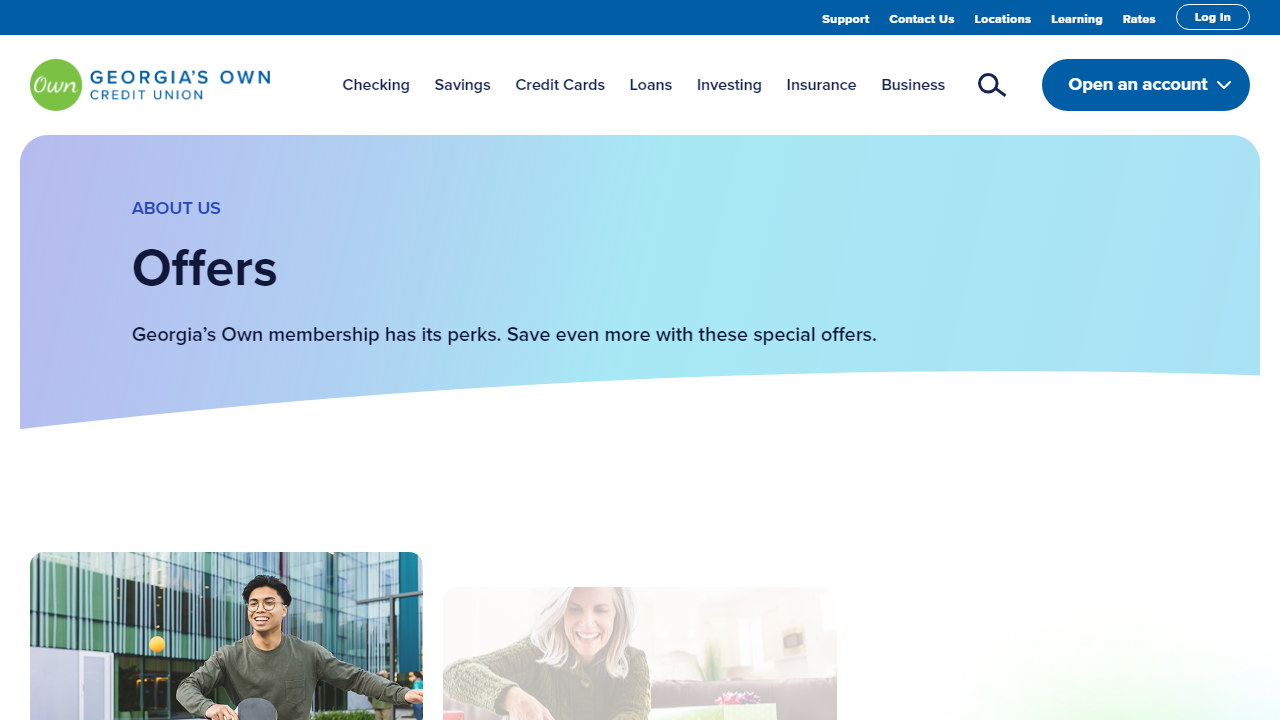 Support Contact Us Locations Learning Rates Log In
Own GEORGIA'S OWN
CREDIT UNION
Checking Savings Credit Cards Loans Investing Insurance Business Open an account
ABOUT US
Offers
Georgia’s Own membership has its perks. Save even more with these special offers.